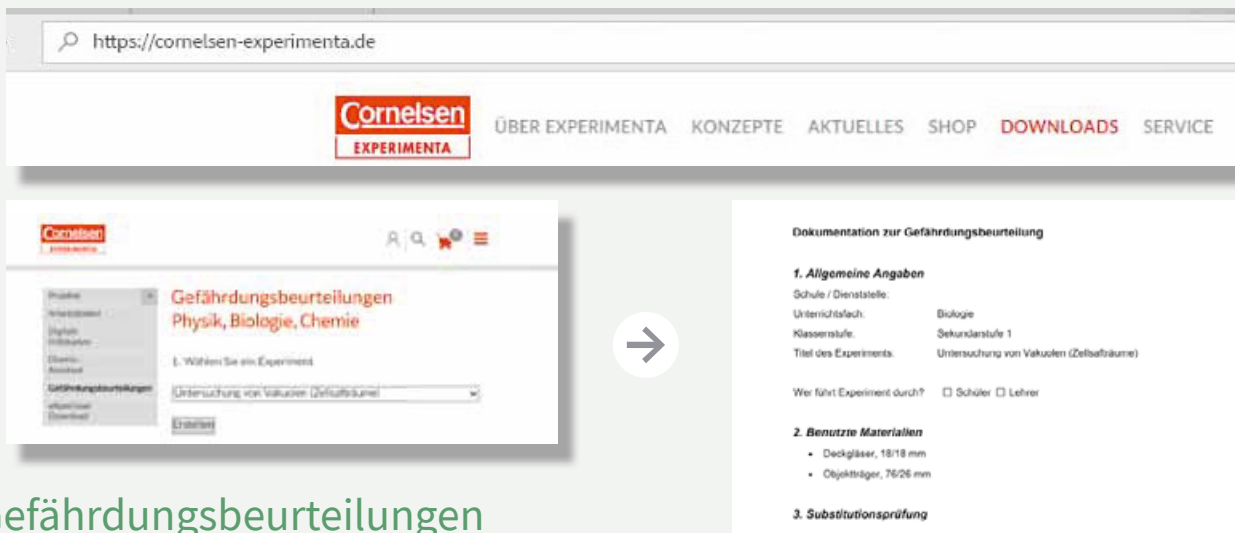 https://cornelsen-experimenta.de
Cornelsen
EXPERIMENTA
ÜBER EXPERIMENTA KONZEPTE AKTUELLES SHOP DOWNLOADS SERVICE
Cornelsen
EXPERIMENTA
Gefährdungsbeurteilungen
Download
Gefährdungsbeurteilungen
Physik, Biologie, Chemie
1. Wählen Sie ein Experiment
Untersuchung von Vakuolen (Zellsafträume)
Erstellen
Dokumentation zur Gefährdungsbeurteilung
1. Allgemeine Angaben
Schule / Dienststelle:
Unterrichtsfach: Biologie
Klassenstufe: Sekundarstufe 1
Titel des Experiments: Untersuchung von Vakuolen (Zellsafträume)
Wer führt Experiment durch? ☐ Schüler ☐ Lehrer
2. Benutzte Materialien
• Deckgläser, 18/18 mm
• Objektträger, 76/26 mm
3. Substitutionsprüfung
efährdungsbeurteilungen